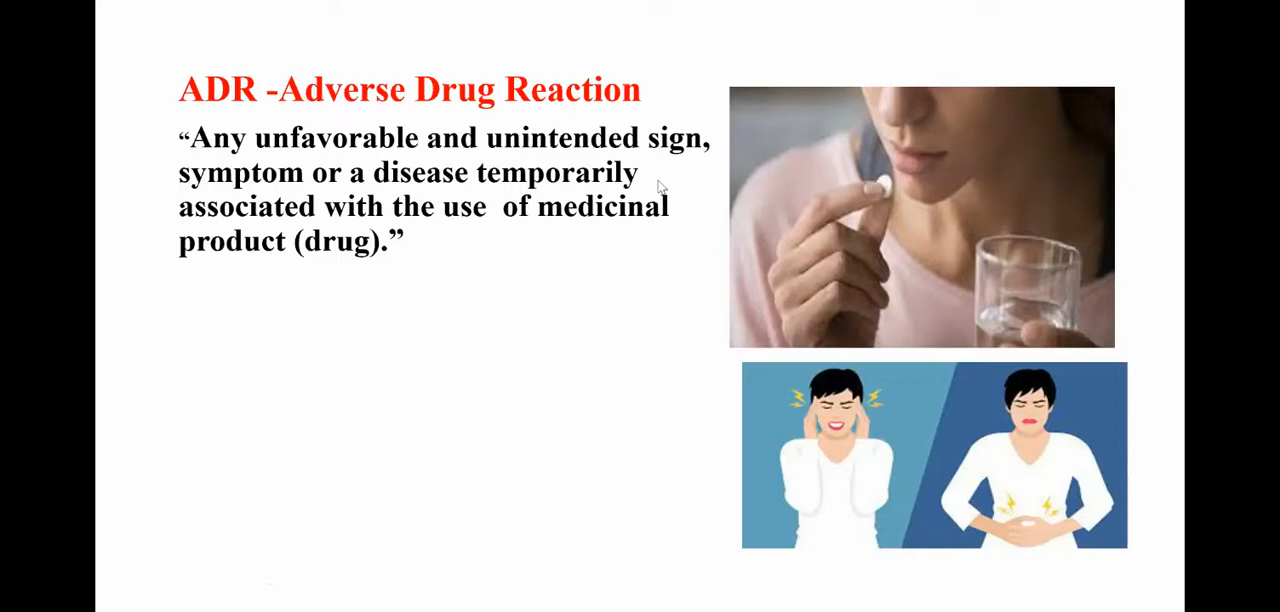 ADR -Adverse Drug Reaction
“Any unfavorable and unintended sign,
symptom or a disease temporarily
associated with the use of medicinal
product (drug).”